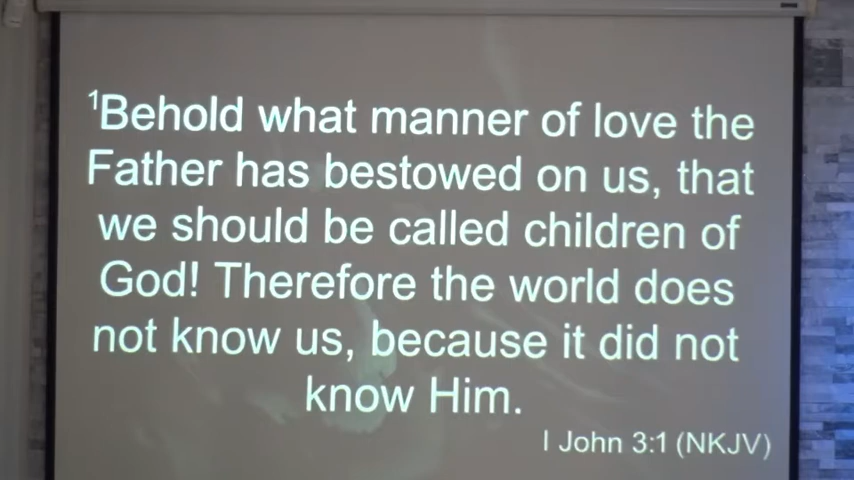 ¹Behold what manner of love the
Father has bestowed on us, that
we should be called children of
God! Therefore the world does
not know us, because it did not
know Him.
I John 3:1 (NKJV)